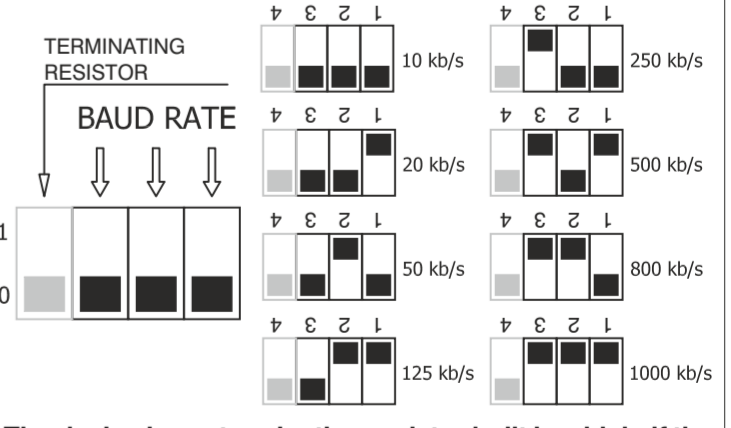 TERMINATING
RESISTOR
BAUD RATE
1
0
4 3 2 1
10 kb/s
4 3 2 1
20 kb/s
4 3 2 1
50 kb/s
4 3 2 1
125 kb/s
4 3 2 1
250 kb/s
4 3 2 1
500 kb/s
4 3 2 1
800 kb/s
4 3 2 1
1000 kb/s